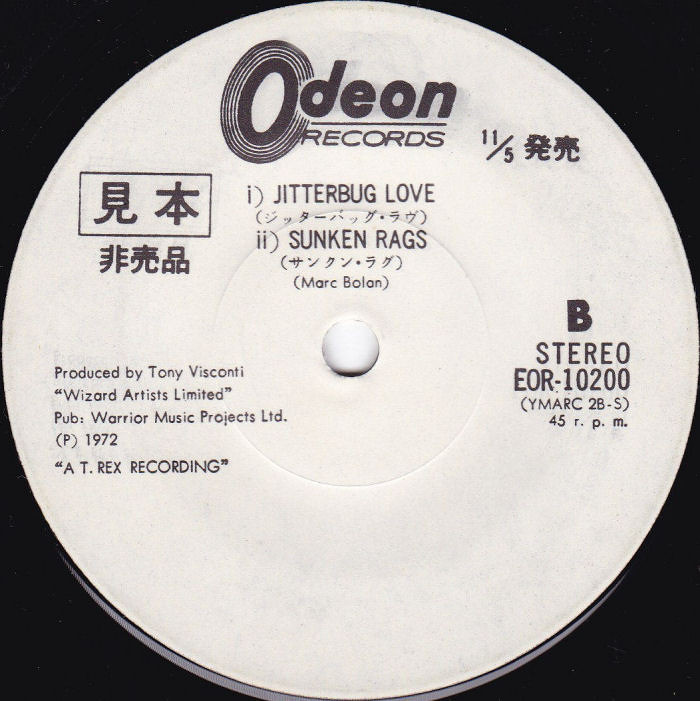 Odeon
RECORDS
11/5 発売
見本
非売品
i) JITTERBUG LOVE
(ジッターバッグ・ラヴ)
ii) SUNKEN RAGS
(サンクン・ラグ)
(Marc Bolan)
B
STEREO
EOR-10200
(YMARC 2B-S)
45 r. p. m.
Produced by Tony Visconti
"Wizard Artists Limited"
Pub: Warrior Music Projects Ltd.
(P) 1972
"A T. REX RECORDING"